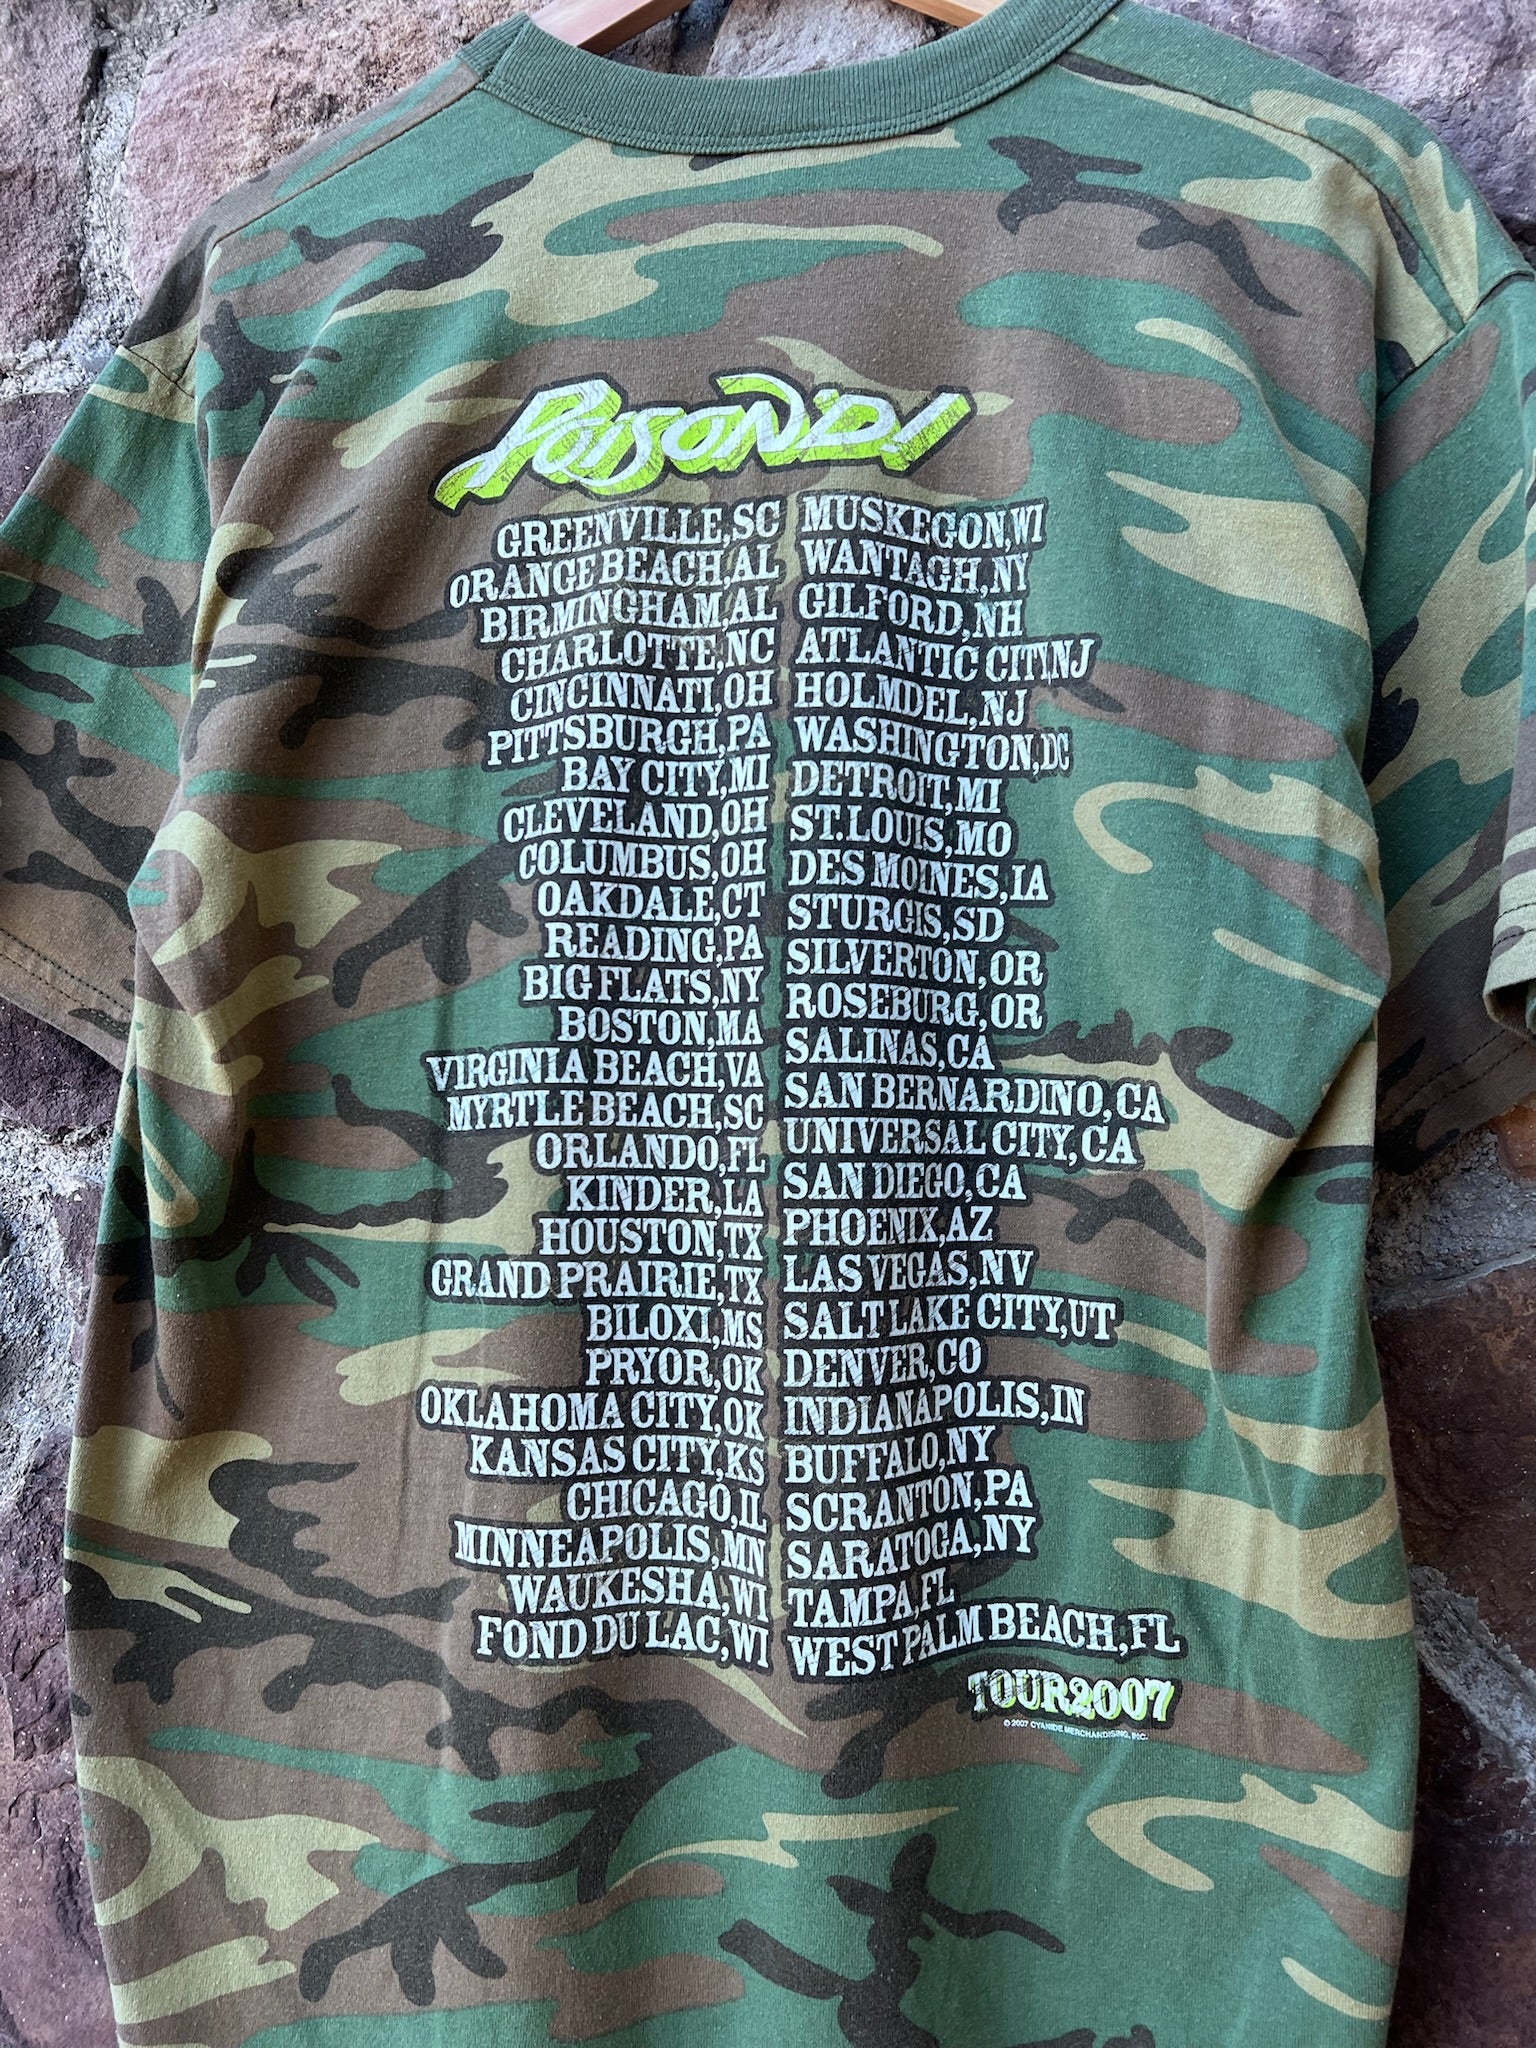 POISON'D!
GREENVILLE, SC
ORANGE BEACH, AL
BIRMINGHAM, AL
CHARLOTTE, NC
CINCINNATI, OH
PITTSBURGH, PA
BAY CITY, MI
CLEVELAND, OH
COLUMBUS, OH
OAKDALE, CT
READING, PA
BIG FLATS, NY
BOSTON, MA
VIRGINIA BEACH, VA
MYRTLE BEACH, SC
ORLANDO, FL
KINDER, LA
HOUSTON, TX
GRAND PRAIRIE, TX
BILOXI, MS
PRYOR, OK
OKLAHOMA CITY, OK
KANSAS CITY, KS
CHICAGO, IL
MINNEAPOLIS, MN
WAUKESHA, WI
FOND DU LAC, WI
MUSKEGON, WI
WANTAGH, NY
GILFORD, NH
ATLANTIC CITY, NJ
HOLMDEL, NJ
WASHINGTON, DC
DETROIT, MI
ST. LOUIS, MO
DES MOINES, IA
STURGIS, SD
SILVERTON, OR
ROSEBURG, OR
SALINAS, CA
SAN BERNARDINO, CA
UNIVERSAL CITY, CA
SAN DIEGO, CA
PHOENIX, AZ
LAS VEGAS, NV
SALT LAKE CITY, UT
DENVER, CO
INDIANAPOLIS, IN
BUFFALO, NY
SCRANTON, PA
SARATOGA, NY
TAMPA, FL
WEST PALM BEACH, FL
TOUR 2007
© 2007 CYANIDE MERCHANDISING, INC.